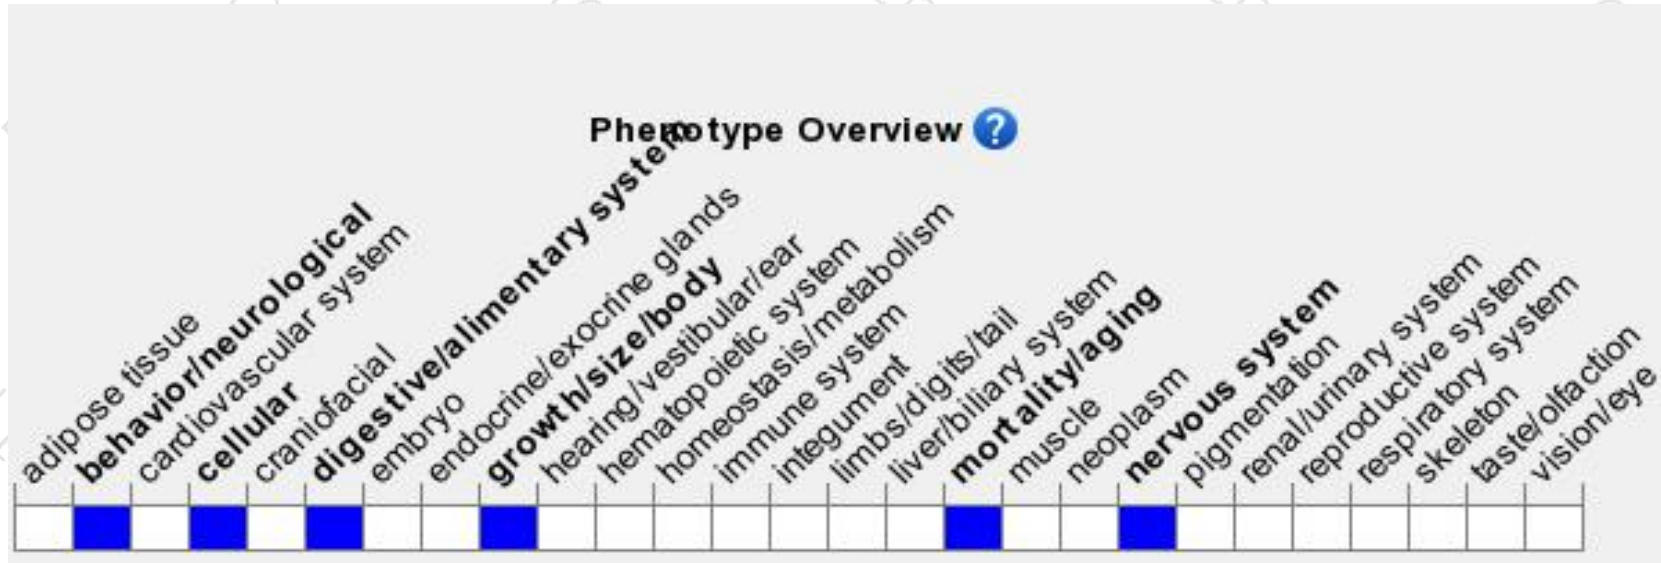 Phenotype Overview ?
adipose tissue
behavior/neurological
cardiovascular system
cellular
craniofacial
digestive/alimentary system
embryo
endocrine/exocrine glands
growth/size/body
hearing/vestibular/ear
hematopoietic system
homeostasis/metabolism
immune system
integument
limbs/digits/tail
liver/biliary system
mortality/aging
muscle
neoplasm
nervous system
pigmentation
renal/urinary system
reproductive system
respiratory system
skeleton
taste/olfaction
vision/eye